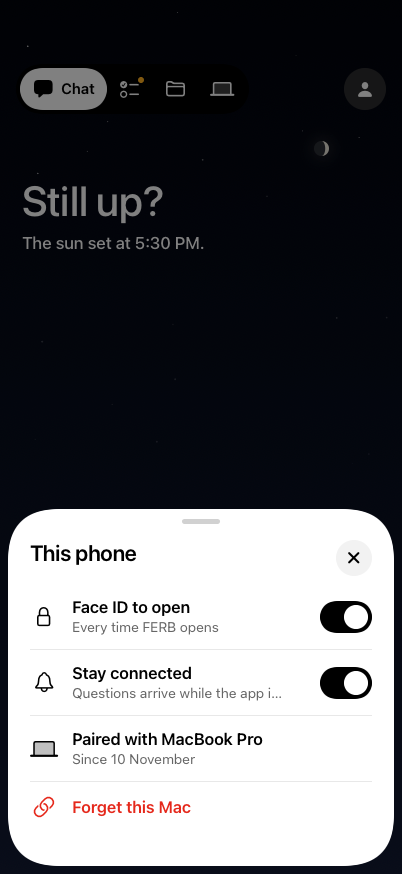 Chat
Still up?
The sun set at 5:30 PM.
This phone
Face ID to open
Every time FERB opens
Stay connected
Questions arrive while the app i...
Paired with MacBook Pro
Since 10 November
Forget this Mac